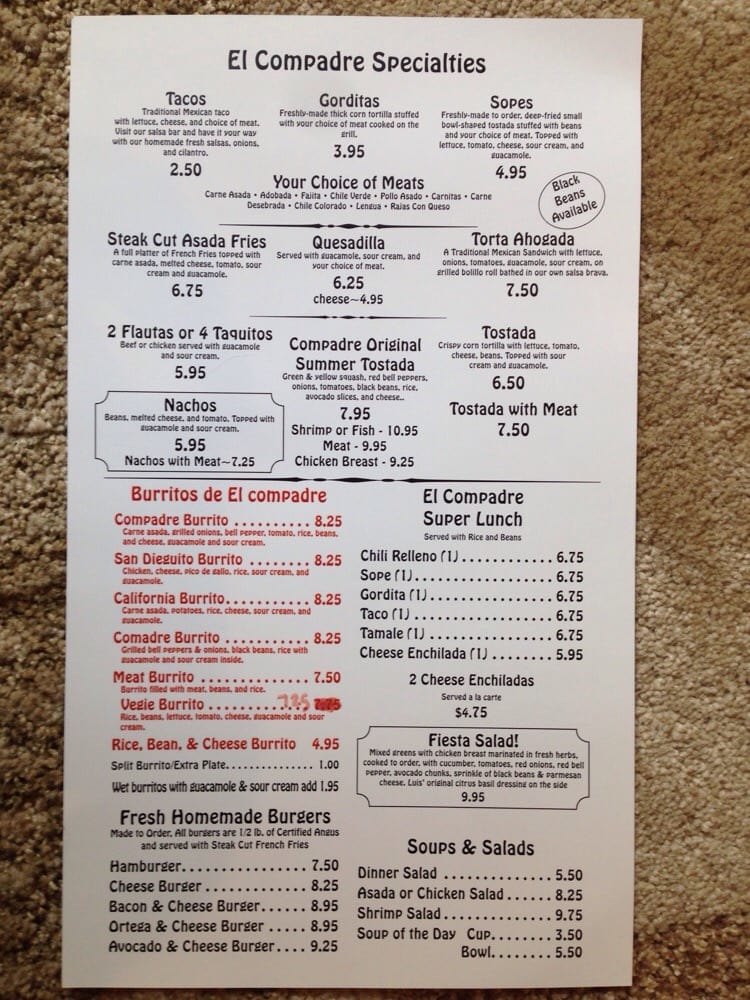 El Compadre Specialties
Tacos
Traditional Mexican taco
with lettuce, cheese, and choice of meat.
Visit our salsa bar and have it your way
with our homemade fresh salsas, onions,
and cilantro.
2.50
Gorditas
Freshly-made thick corn tortilla stuffed
with your choice of meat cooked on the
grill.
3.95
Sopes
Freshly-made to order, deep-fried small
bowl-shaped tostada stuffed with beans
and your choice of meat. Topped with
lettuce, tomato, cheese, sour cream, and
guacamole.
4.95
Your Choice of Meats
Carne Asada • Adobada • Fajita • Chile Verde • Pollo Asado • Carnitas • Carne
Desebrada • Chile Colorado • Lengua • Rajas Con Queso
Black
Beans
Available
Steak Cut Asada Fries
A full platter of French Fries topped with
carne asada, melted cheese, tomato, sour
cream and guacamole.
6.75
Quesadilla
Served with guacamole, sour cream, and
your choice of meat.
6.25
cheese~4.95
Torta Ahogada
A Traditional Mexican Sandwich with lettuce,
onions, tomatoes, guacamole, sour cream, on
grilled bolillo roll bathed in our own salsa brava.
7.50
2 Flautas or 4 Taquitos
Beef or chicken served with guacamole
and sour cream.
5.95
Compadre Original
Summer Tostada
Green & yellow squash, red bell peppers,
onions, tomatoes, black beans, rice,
avocado slices, and cheese..
7.95
Shrimp or Fish - 10.95
Meat - 9.95
Chicken Breast - 9.25
Tostada
Crispy corn tortilla with lettuce, tomato,
cheese, beans. Topped with sour
cream and guacamole.
6.50
Tostada with Meat
7.50
Nachos
Beans, melted cheese, and tomato. Topped with
guacamole and sour cream.
5.95
Nachos with Meat~7.25
Burritos de El compadre
Compadre Burrito .......... 8.25
Carne asada, grilled onions, bell pepper, tomato, rice, beans,
and cheese, guacamole and sour cream.
San Dieguito Burrito ........ 8.25
Chicken, cheese, pico de gallo, rice, sour cream, and
guacamole.
California Burrito........... 8.25
Carne asada, potatoes, rice, cheese, sour cream, and
guacamole.
Comadre Burrito ........... 8.25
Grilled bell peppers & onions, black beans, rice with
guacamole and sour cream inside.
Meat Burrito .............. 7.50
Burrito filled with meat, beans, and rice.
Vegie Burrito ............ 7.25
Rice, beans, lettuce, tomato, cheese, guacamole and sour
cream.
Rice, Bean, & Cheese Burrito 4.95
Split Burrito/Extra Plate............... 1.00
Wet burritos with guacamole & sour cream add 1.95
Fresh Homemade Burgers
Made to Order, All burgers are 1/2 lb. of Certified Angus
and served with Steak Cut French Fries
Hamburger................ 7.50
Cheese Burger ............. 8.25
Bacon & Cheese Burger...... 8.95
Ortega & Cheese Burger ..... 8.95
Avocado & Cheese Burger.... 9.25
El Compadre
Super Lunch
Served with Rice and Beans
Chili Relleno (1)............ 6.75
Sope (1)................. 6.75
Gordita (1)................ 6.75
Taco (1).................. 6.75
Tamale (1)................ 6.75
Cheese Enchilada (1) ........ 5.95
2 Cheese Enchiladas
Served a la carte
$4.75
Fiesta Salad!
Mixed greens with chicken breast marinated in fresh herbs,
cooked to order, with cucumber, tomatoes, red onions, red bell
pepper, avocado chunks, sprinkle of black beans & parmesan
cheese. Luis' original citrus basil dressing on the side
9.95
Soups & Salads
Dinner Salad ............. 5.50
Asada or Chicken Salad...... 8.25
Shrimp Salad.............. 9.75
Soup of the Day Cup........ 3.50
Bowl........ 5.50